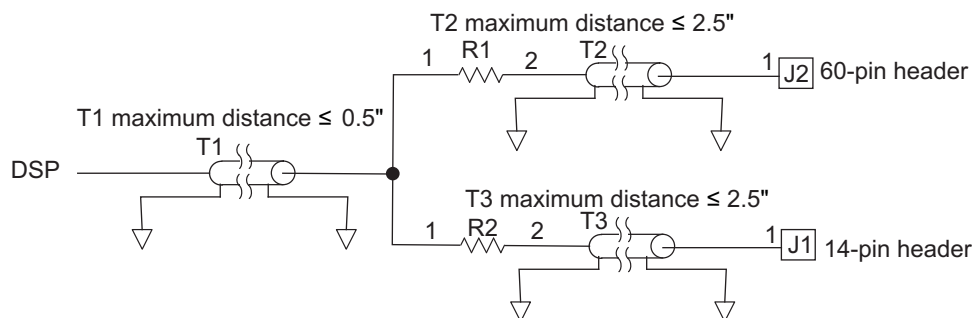 T2 maximum distance ≤ 2.5"
1 R1 2 T2 1 J2 60-pin header
T1 maximum distance ≤ 0.5"
T1
DSP
T3 maximum distance ≤ 2.5"
1 R2 2 T3 1 J1 14-pin header